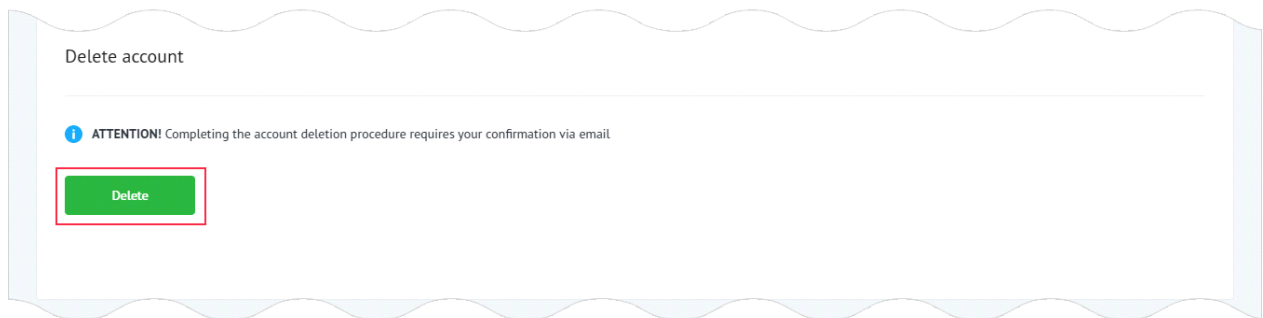 Delete account
ATTENTION! Completing the account deletion procedure requires your confirmation via email
Delete